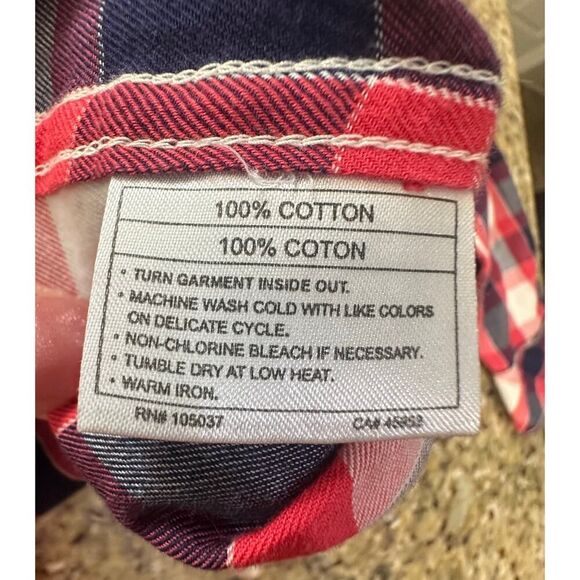 100% COTTON
100% COTON
• TURN GARMENT INSIDE OUT.
• MACHINE WASH COLD WITH LIKE COLORS
ON DELICATE CYCLE.
• NON-CHLORINE BLEACH IF NECESSARY.
• TUMBLE DRY AT LOW HEAT.
• WARM IRON.
RN# 105037 CA#